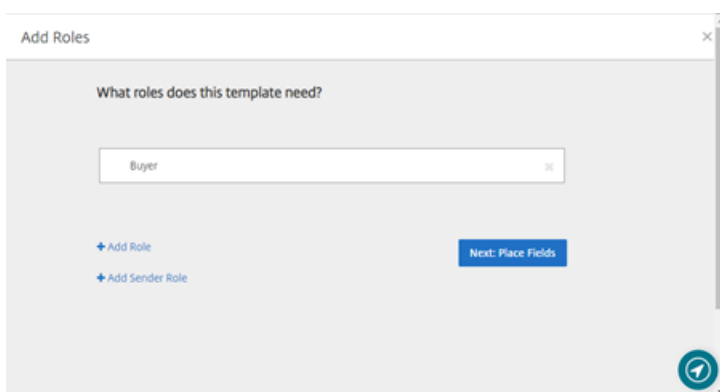 Add Roles
What roles does this template need?
Buyer
+ Add Role
Next: Place Fields
+ Add Sender Role